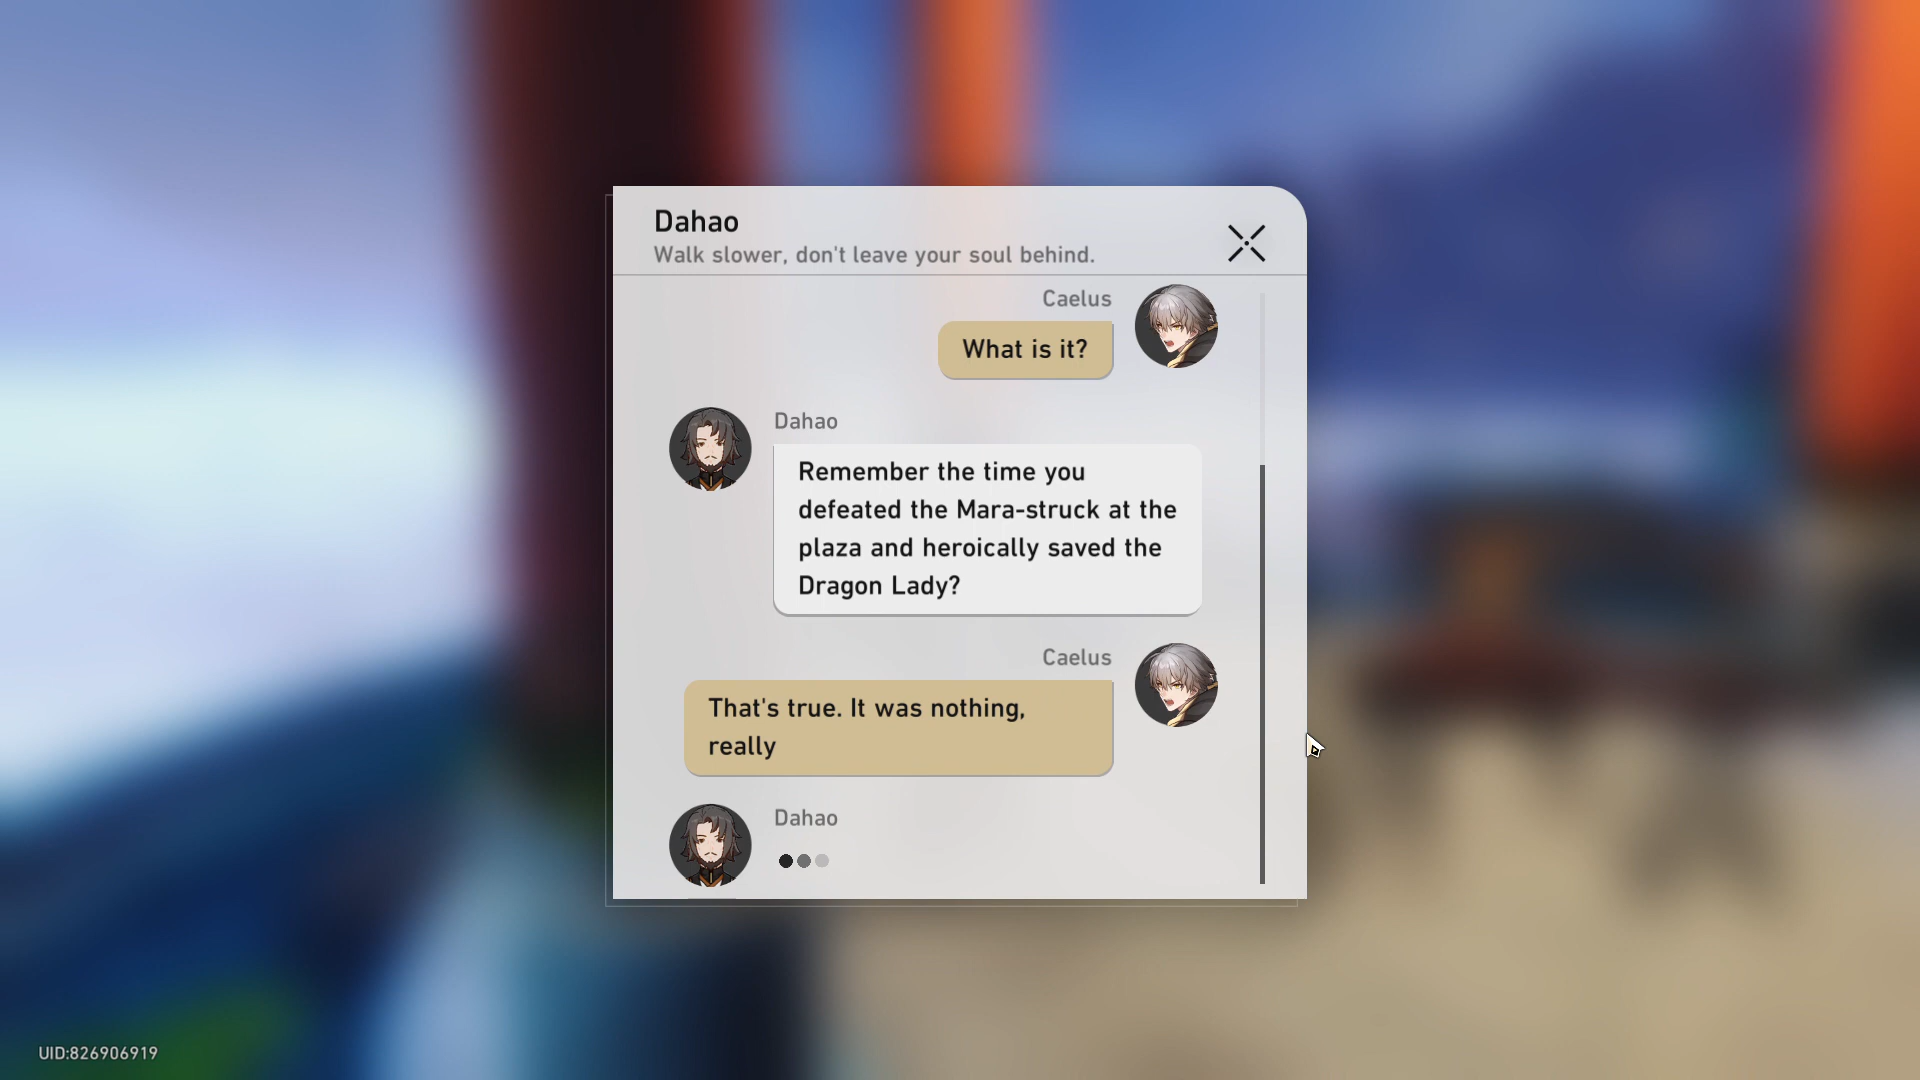 Dahao
Walk slower, don't leave your soul behind.
Caelus
What is it?
Dahao
Remember the time you
defeated the Mara-struck at the
plaza and heroically saved the
Dragon Lady?
Caelus
That's true. It was nothing,
really
Dahao
UID:826906919